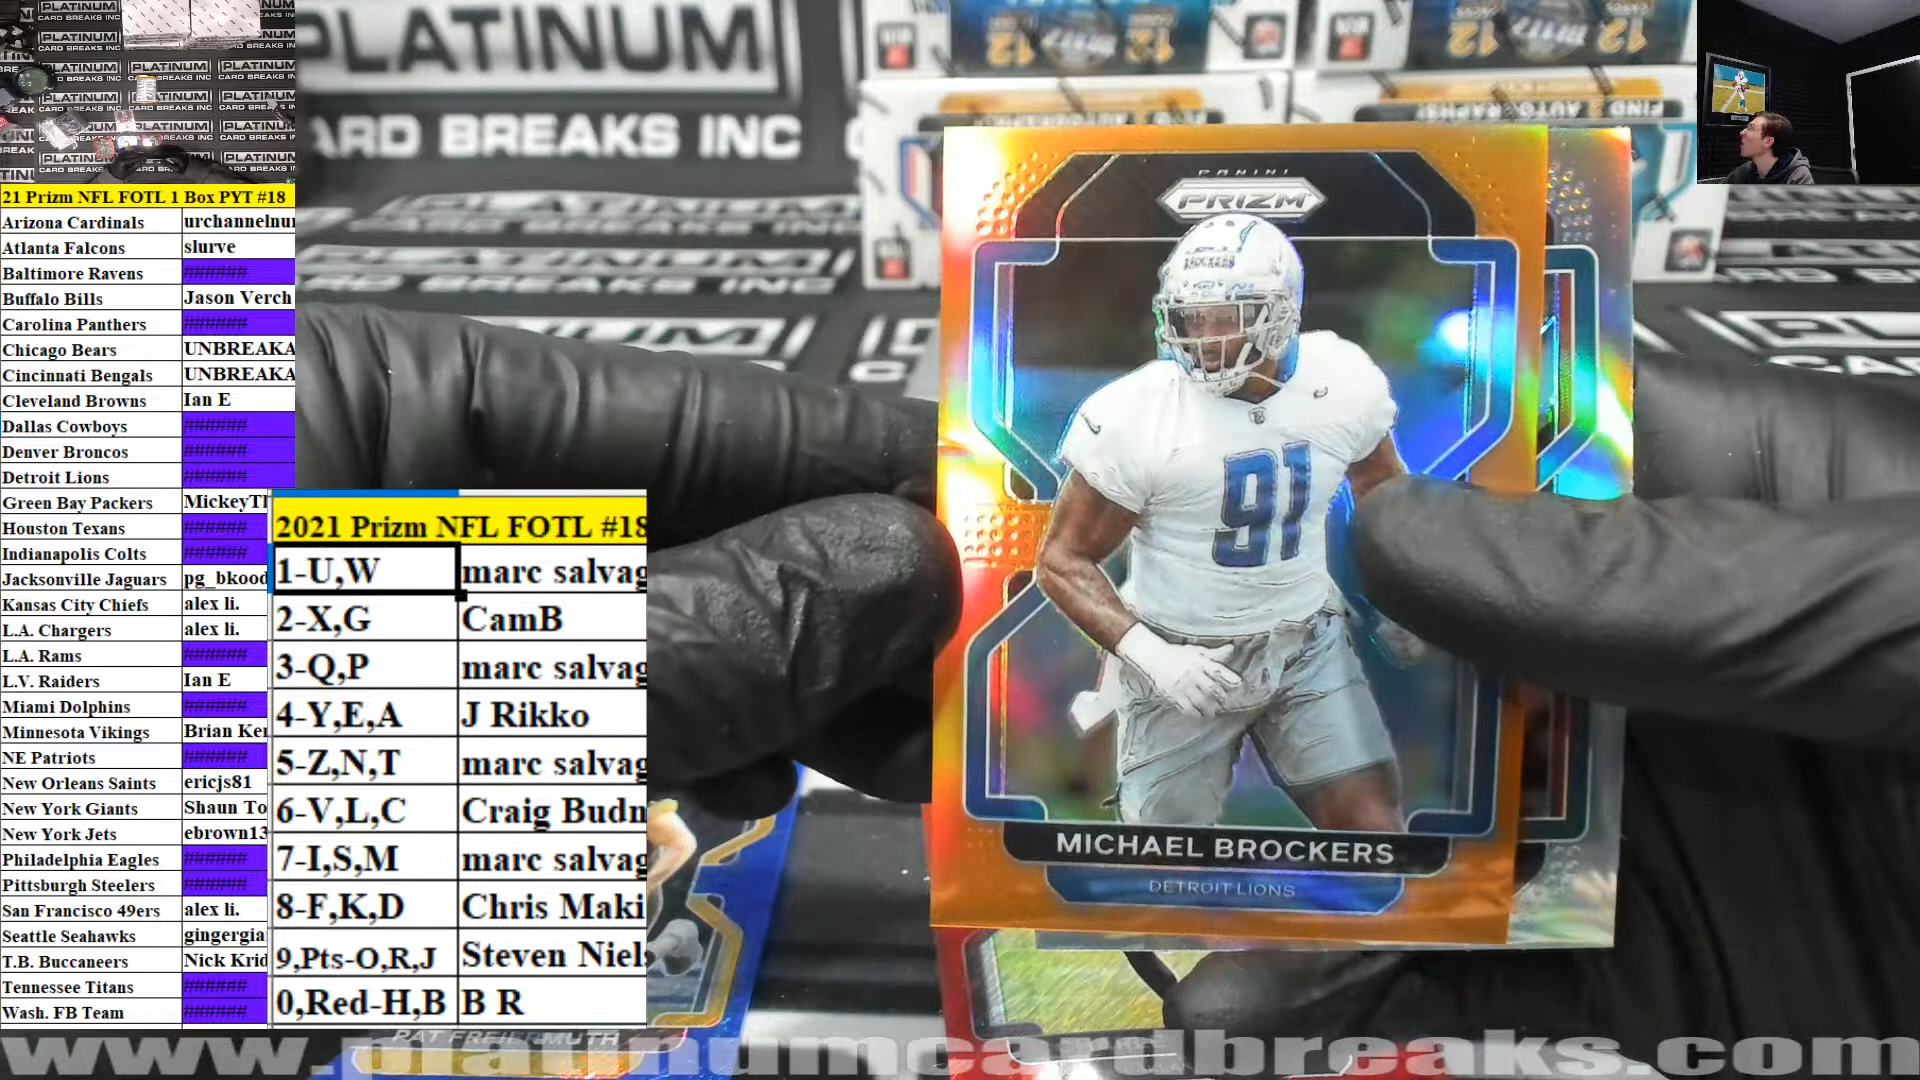 PLATINUM
CARD BREAKS INC
21 Prizm NFL FOTL 1 Box PYT #18
Arizona Cardinals urchannelnu
Atlanta Falcons slurve
Baltimore Ravens ######
Buffalo Bills Jason Verch
Carolina Panthers ######
Chicago Bears UNBREAKA
Cincinnati Bengals UNBREAKA
Cleveland Browns Ian E
Dallas Cowboys ######
Denver Broncos ######
Detroit Lions ######
Green Bay Packers MickeyT
Houston Texans ######
Indianapolis Colts ######
Jacksonville Jaguars pg_bkood
Kansas City Chiefs alex li.
L.A. Chargers alex li.
L.A. Rams ######
L.V. Raiders Ian E
Miami Dolphins ######
Minnesota Vikings Brian Ke
NE Patriots ######
New Orleans Saints ericjs81
New York Giants Shaun To
New York Jets ebrown13
Philadelphia Eagles ######
Pittsburgh Steelers ######
San Francisco 49ers alex li.
Seattle Seahawks gingergia
T.B. Buccaneers Nick Krid
Tennessee Titans ######
Wash. FB Team ######
2021 Prizm NFL FOTL #18
1-U,W marc salvag
2-X,G CamB
3-Q,P marc salvag
4-Y,E,A J Rikko
5-Z,N,T marc salvag
6-V,L,C Craig Budn
7-I,S,M marc salvag
8-F,K,D Chris Maki
9,Pts-O,R,J Steven Niel
0,Red-H,B B R
PANINI
PRIZM
BROCKERS
91
MICHAEL BROCKERS
DETROIT LIONS
PAT FREIERMUTH
www.platinumcardbreaks.com